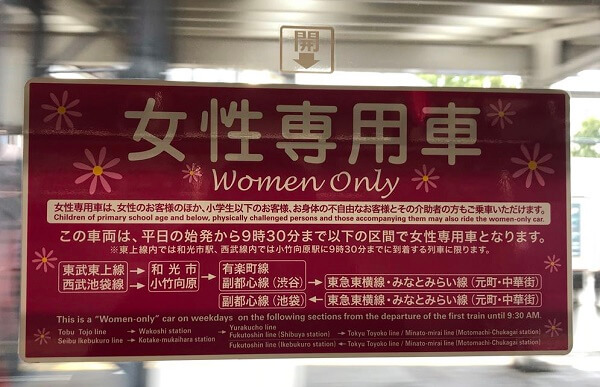 開
女性専用車
Women Only
女性専用車は、女性のお客様のほか、小学生以下のお客様、お身体の不自由なお客様とその介助者の方もご乗車いただけます。
Children of primary school age and below, physically challenged persons and those accompanying them may also ride the women-only car.
この車両は、平日の始発から9時30分まで以下の区間で女性専用車となります。
※東上線内では和光市駅、西武線内では小竹向原駅に9時30分までに到着する列車に限ります。
東武東上線→和光市→有楽町線
西武池袋線→小竹向原→副都心線(渋谷)→東急東横線・みなとみらい線(元町・中華街)
副都心線(池袋)←東急東横線・みなとみらい線(元町・中華街)
This is a "Women-only" car on weekdays on the following sections from the departure of the first train until 9:30 AM.
Tobu Tojo line → Wakoshi station → Yurakucho line
Seibu Ikebukuro line → Kotake-mukaihara station → Fukutoshin line (Shibuya station) → Tokyu Toyoko line / Minato-mirai line (Motomachi-Chukagai station)
Fukutoshin line (Ikebukuro station) ← Tokyu Toyoko line / Minato-mirai line (Motomachi-Chukagai station)